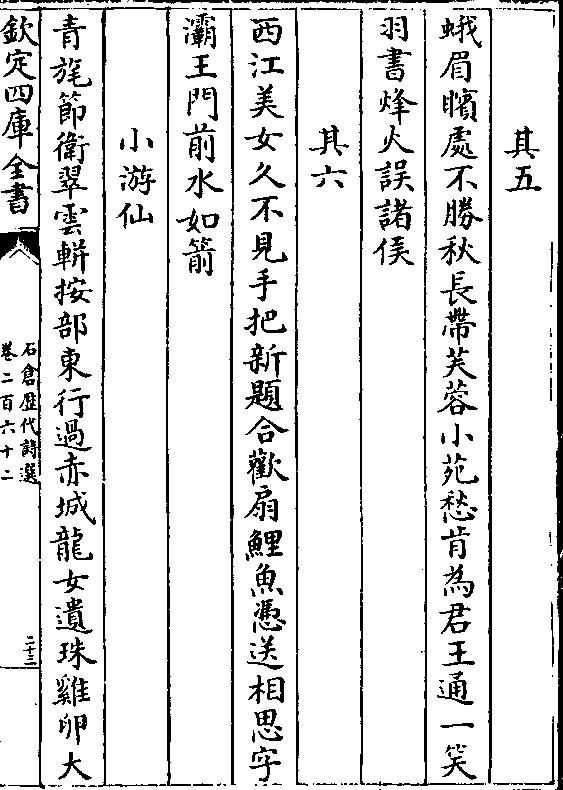 其五
蛾眉矉處不勝秋長帶芙蓉小苑愁肯為君王通一笑
羽書烽火誤諸侯
其六
西江美女久不見手把新題合歡扇鯉魚憑送相思字
灞王門前水如箭
小游仙
青旄節衛翠雲輧按部東行過赤城龍女遺珠雞卵大
欽定四庫全書
石倉歴代詩選
卷二百六十二
二十三